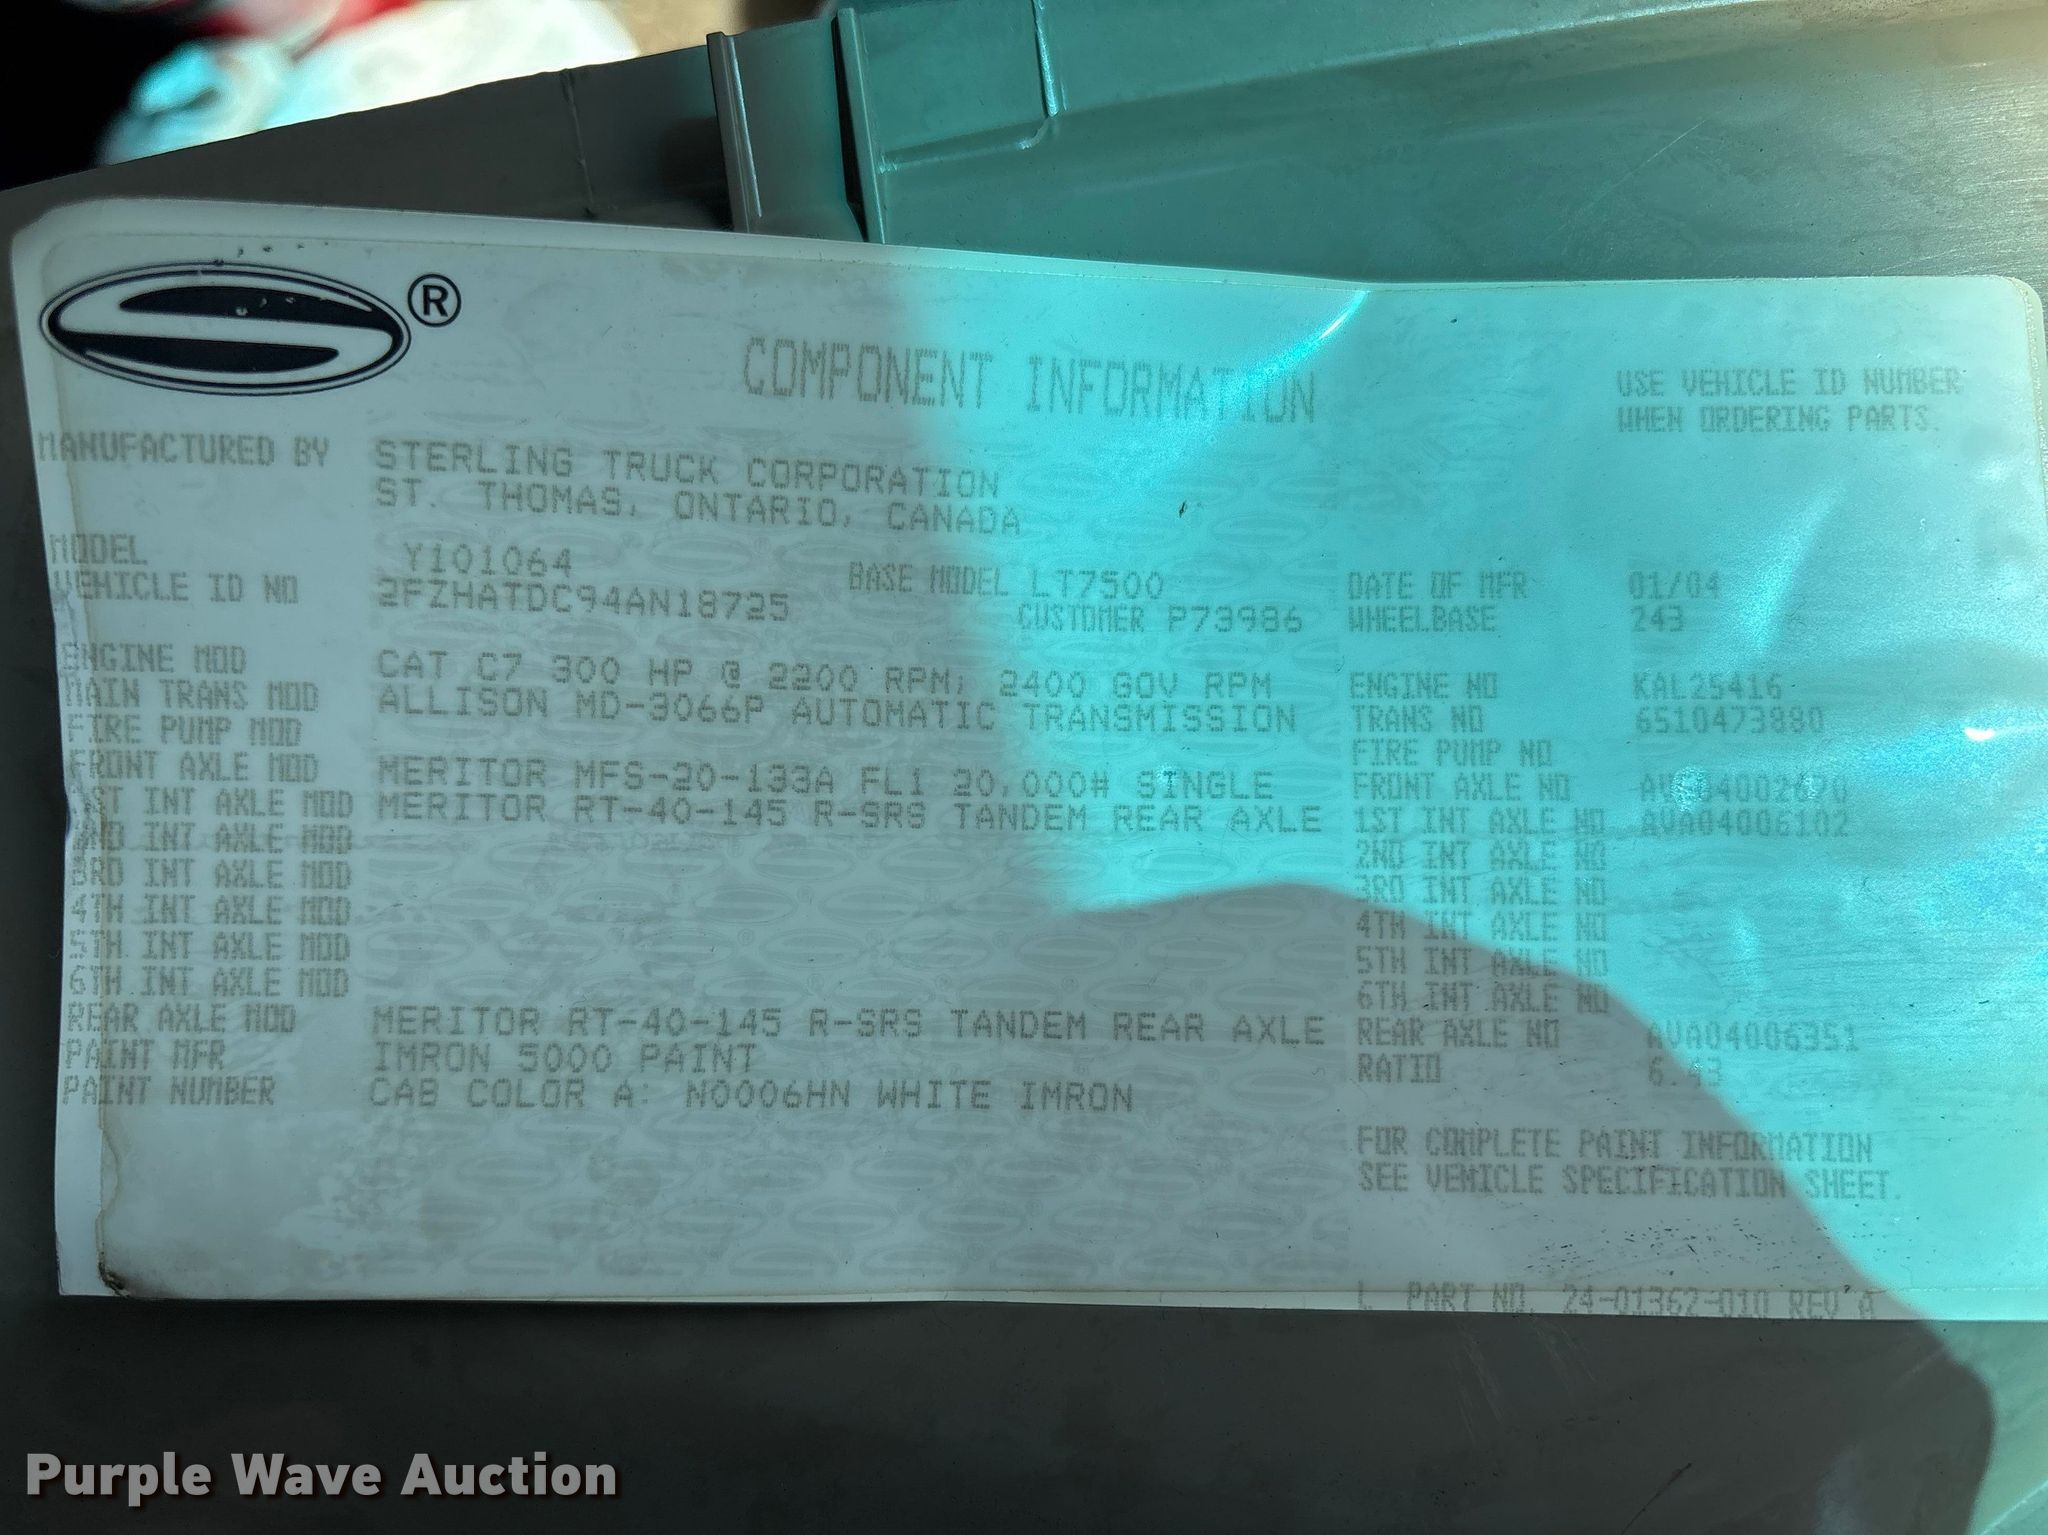 ®
COMPONENT INFORMATION
USE VEHICLE ID NUMBER
WHEN ORDERING PARTS.
MANUFACTURED BY STERLING TRUCK CORPORATION
ST. THOMAS, ONTARIO, CANADA
MODEL Y101064 BASE MODEL LT7500 DATE OF MFR 01/04
VEHICLE ID NO 2FZHATDC94AN18725 CUSTOMER P73986 WHEELBASE 243
ENGINE MOD CAT C7 300 HP @ 2200 RPM; 2400 GOV RPM ENGINE NO KAL25416
MAIN TRANS MOD ALLISON MD-3066P AUTOMATIC TRANSMISSION TRANS NO 6510473880
FIRE PUMP MOD FIRE PUMP NO
FRONT AXLE MOD MERITOR MFS-20-133A FL1 20,000# SINGLE FRONT AXLE NO
1ST INT AXLE MOD MERITOR RT-40-145 R-SRS TANDEM REAR AXLE 1ST INT AXLE NO AVA04006102
2ND INT AXLE MOD 2ND INT AXLE NO
3RD INT AXLE MOD 3RD INT AXLE NO
4TH INT AXLE MOD 4TH INT AXLE NO
5TH INT AXLE MOD 5TH INT AXLE NO
6TH INT AXLE MOD 6TH INT AXLE NO
REAR AXLE MOD MERITOR RT-40-145 R-SRS TANDEM REAR AXLE REAR AXLE NO AVA04006351
PAINT MFR IMRON 5000 PAINT RATIO 6.43
PAINT NUMBER CAB COLOR A: N0006HN WHITE IMRON
FOR COMPLETE PAINT INFORMATION
SEE VEHICLE SPECIFICATION SHEET.
PART NO. 24-01362-010 REV A
Purple Wave Auction